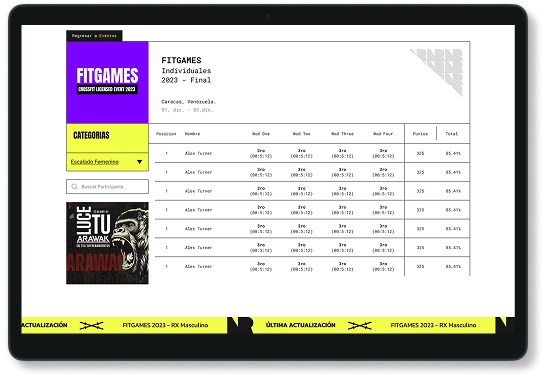 Regresar a Eventos
FITGAMES
CROSSFIT LICENSED EVENT 2023
FITGAMES
Individuales
2023 - Final
Caracas, Venezuela.
01. dic. - 03.dic.
CATEGORIAS
Escalado Femenino
Buscar Participante...
LUCE
TU
ARAWAK
EN TUS ENTRENAMIENTOS
ARAWAK
Posicion Nombre Wod One Wod Two Wod Three Wod Four Puntos Total
1 Alex Turner 3ro 3ro 3ro 3ro 325 85.41%
(00:5:12) (00:5:12) (00:5:12) (00:5:12)
1 Alex Turner 3ro 3ro 3ro 3ro 325 85.41%
(00:5:12) (00:5:12) (00:5:12) (00:5:12)
1 Alex Turner 3ro 3ro 3ro 3ro 325 85.41%
(00:5:12) (00:5:12) (00:5:12) (00:5:12)
1 Alex Turner 3ro 3ro 3ro 3ro 325 85.41%
(00:5:12) (00:5:12) (00:5:12) (00:5:12)
1 Alex Turner 3ro 3ro 3ro 3ro 325 85.41%
(00:5:12) (00:5:12) (00:5:12) (00:5:12)
1 Alex Turner 3ro 3ro 3ro 3ro 325 85.41%
(00:5:12) (00:5:12) (00:5:12) (00:5:12)
1 Alex Turner 3ro 3ro 3ro 3ro 325 85.41%
(00:5:12) (00:5:12) (00:5:12) (00:5:12)
ACTUALIZACIÓN FITGAMES 2023 - RX Masculino NR ÚLTIMA ACTUALIZACIÓN FITGAMES 2023 - RX Masculino N